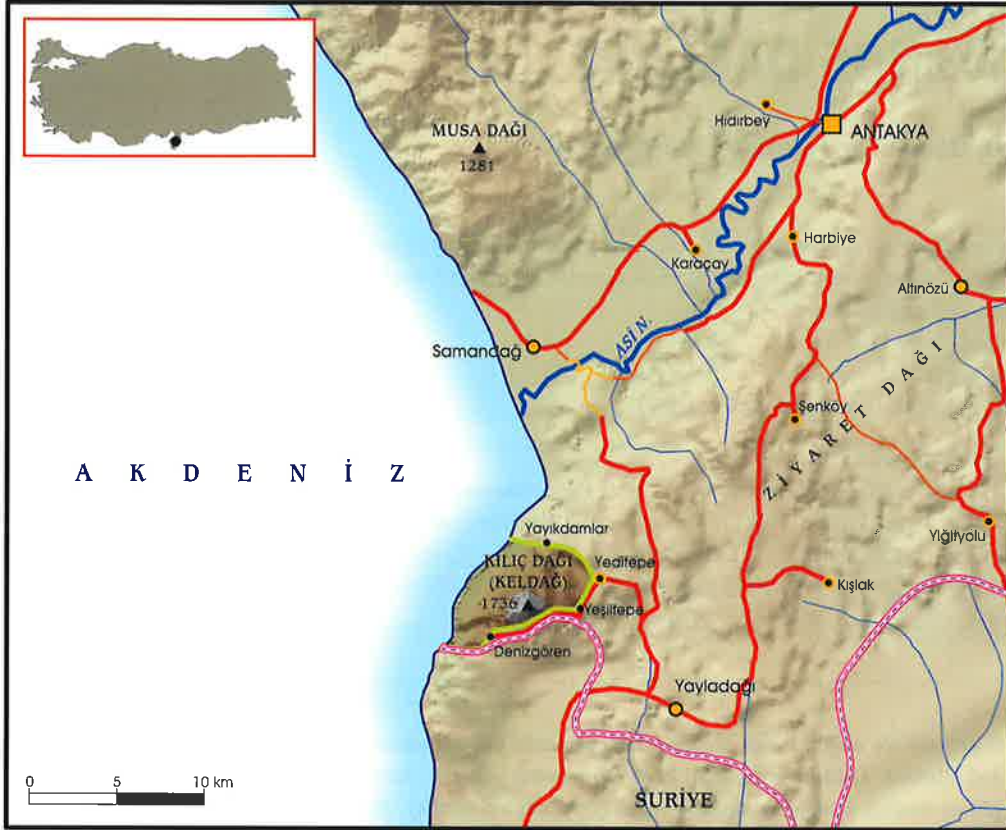 MUSA DAĞI
1281
Hıdırbey
ANTAKYA
Karaçay
Harbiye
Altınözü
Samandağ
ASİ N.
Şenköy
ZİYARET DAĞI
AKDENİZ
Yayıkdamlar
KILIÇ DAĞI
(KELDAĞ)
1736
Yeditepe
Yeşiltepe
Denizgören
Yiğityolu
Kışlak
Yayladağı
SURİYE
0 5 10 km